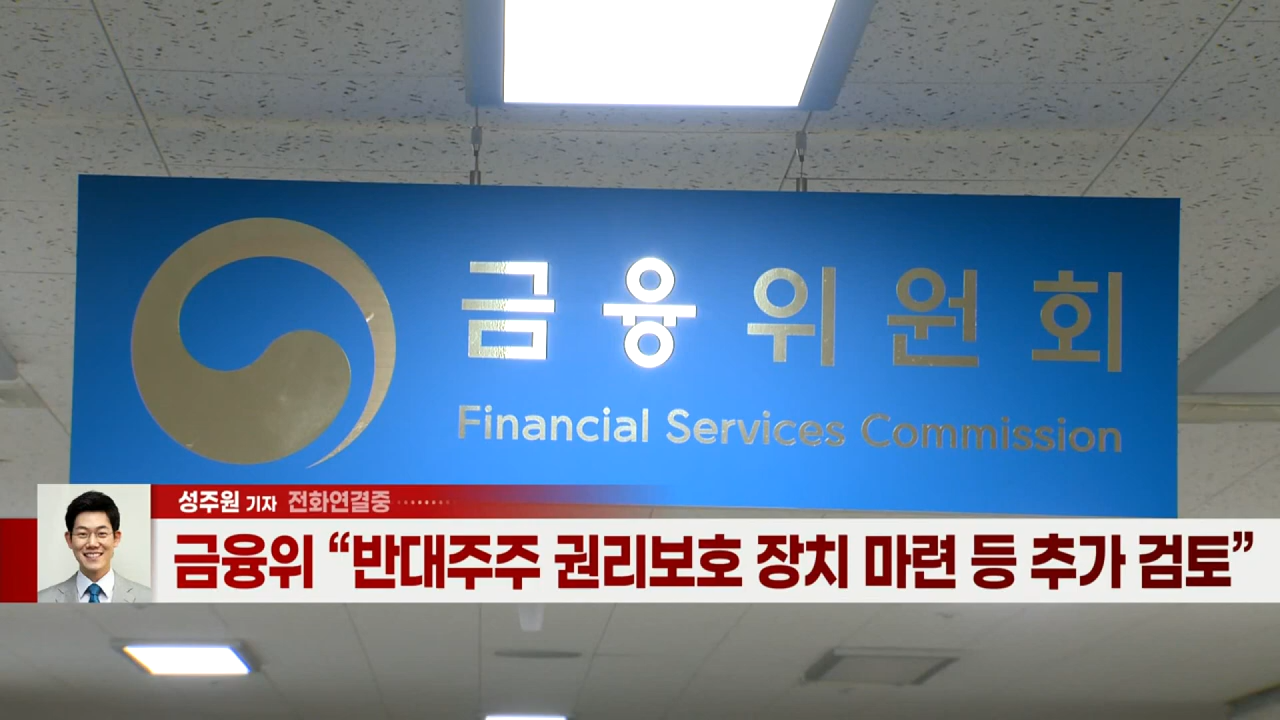 금융위원회
Financial Services Commission
성주원 기자 전화연결중
금융위 “반대주주 권리보호 장치 마련 등 추가 검토”